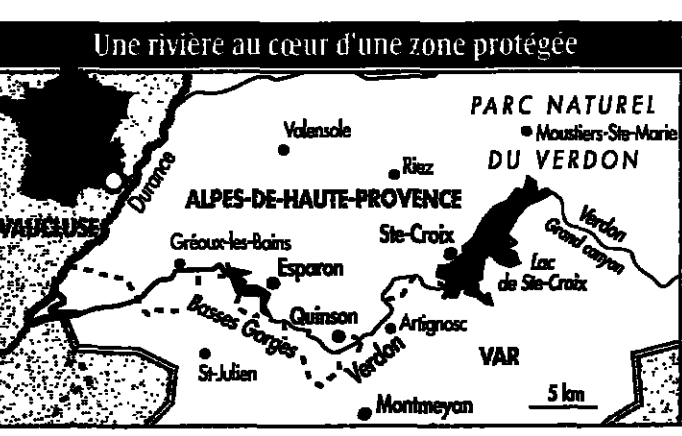 Une rivière au cœur d'une zone protégée
PARC NATUREL
DU VERDON
Moustiers-Ste-Marie
Valensole
Riez
Durance
ALPES-DE-HAUTE-PROVENCE
VAUCLUSE
Gréoux-les-Bains
Ste-Croix
Verdon
Grand canyon
Esparon
Lac
de Ste-Croix
Basses Gorges
Quinson
Artignosc
Verdon
St-Julien
VAR
Montmeyan
5 km